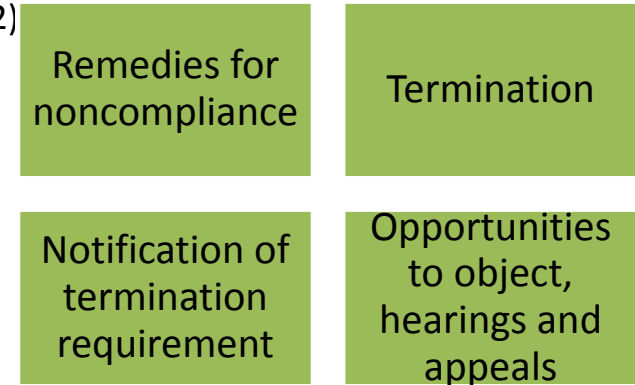 2)
Remedies for
noncompliance
Termination
Notification of
termination
requirement
Opportunities
to object,
hearings and
appeals